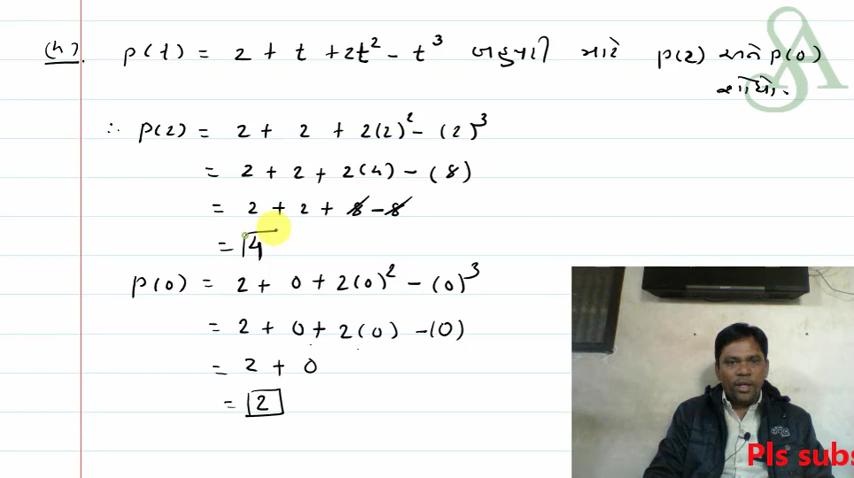 (૪). p(t) = 2 + t + 2t² - t³ બહુપદી માટે p(2) અને p(0)
શોધો.
∴ p(2) = 2 + 2 + 2(2)² - (2)³
= 2 + 2 + 2(4) - (8)
= 2 + 2 + 8 - 8
= 4
p(0) = 2 + 0 + 2(0)² - (0)³
= 2 + 0 + 2(0) - (0)
= 2 + 0
= 2
Pls subs